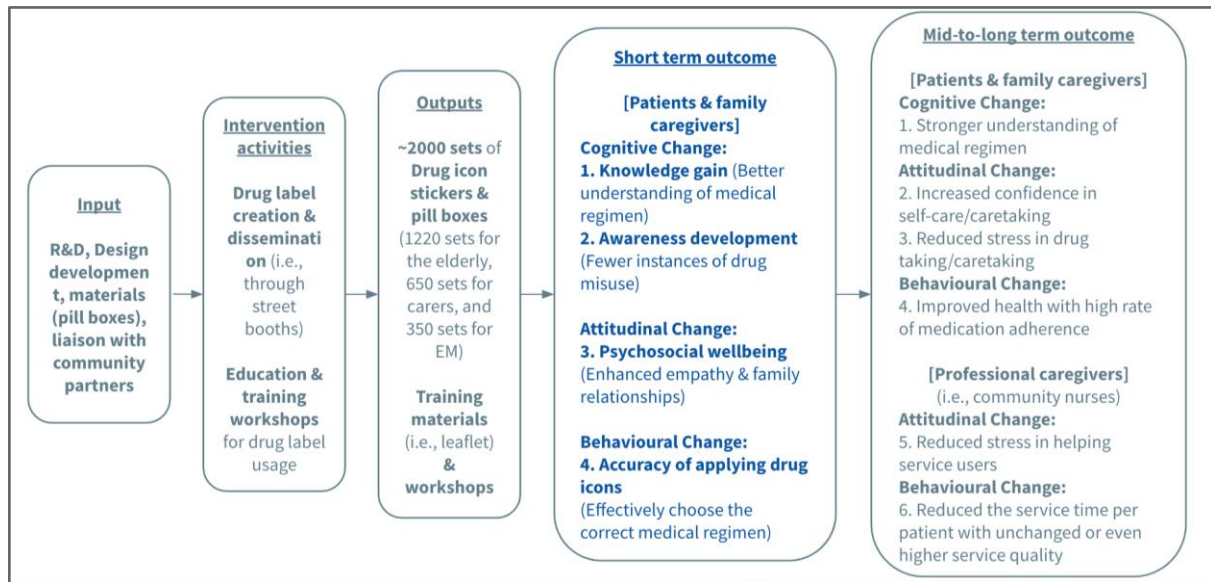 Input
R&D, Design
developmen
t, materials
(pill boxes),
liaison with
community
partners
Intervention
activities
Drug label
creation &
disseminati
on (i.e.,
through
street
booths)
Education &
training
workshops
for drug label
usage
Outputs
~2000 sets of
Drug icon
stickers &
pill boxes
(1220 sets for
the elderly,
650 sets for
carers, and
350 sets for
EM)
Training
materials
(i.e., leaflet)
&
workshops
Short term outcome
[Patients & family
caregivers]
Cognitive Change:
1. Knowledge gain (Better
understanding of medical
regimen)
2. Awareness development
(Fewer instances of drug
misuse)
Attitudinal Change:
3. Psychosocial wellbeing
(Enhanced empathy & family
relationships)
Behavioural Change:
4. Accuracy of applying drug
icons
(Effectively choose the
correct medical regimen)
Mid-to-long term outcome
[Patients & family caregivers]
Cognitive Change:
1. Stronger understanding of
medical regimen
Attitudinal Change:
2. Increased confidence in
self-care/caretaking
3. Reduced stress in drug
taking/caretaking
Behavioural Change:
4. Improved health with high rate
of medication adherence
[Professional caregivers]
(i.e., community nurses)
Attitudinal Change:
5. Reduced stress in helping
service users
Behavioural Change:
6. Reduced the service time per
patient with unchanged or even
higher service quality